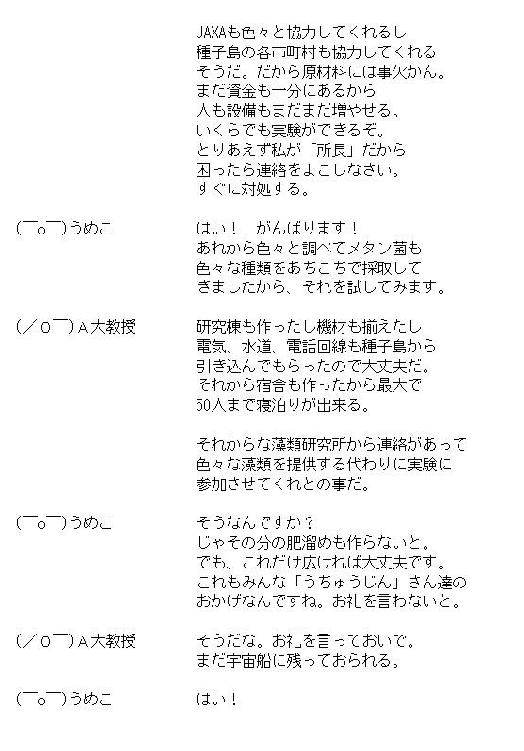 JAXAも色々と協力してくれるし
種子島の各市町村も協力してくれる
そうだ。だから原材料には事欠かん。
まだ資金も十分にあるから
人も設備もまだまだ増やせる、
いくらでも実験ができるぞ。
とりあえず私が「所長」だから
困ったら連絡をよこしなさい。
すぐに対処する。
(￣o￣)うめこ はい！　がんばります！
あれから色々と調べてメタン菌も
色々な種類をあちこちで採取して
きましたから、それを試してみます。
(／０￣)Ａ大教授 研究棟も作ったし機材も揃えたし
電気、水道、電話回線も種子島から
引き込んでもらったので大丈夫だ。
それから宿舎も作ったから最大で
50人まで寝泊りが出来る。
それからな藻類研究所から連絡があって
色々な藻類を提供する代わりに実験に
参加させてくれとの事だ。
(￣o￣)うめこ そうなんですか？
じゃその分の肥溜めも作らないと。
でも、これだけ広ければ大丈夫です。
これもみんな「うちゅうじん」さん達の
おかげなんですね。お礼を言わないと。
(／０￣)Ａ大教授 そうだな。お礼を言っておいで。
まだ宇宙船に残っておられる。
(￣o￣)うめこ はい！